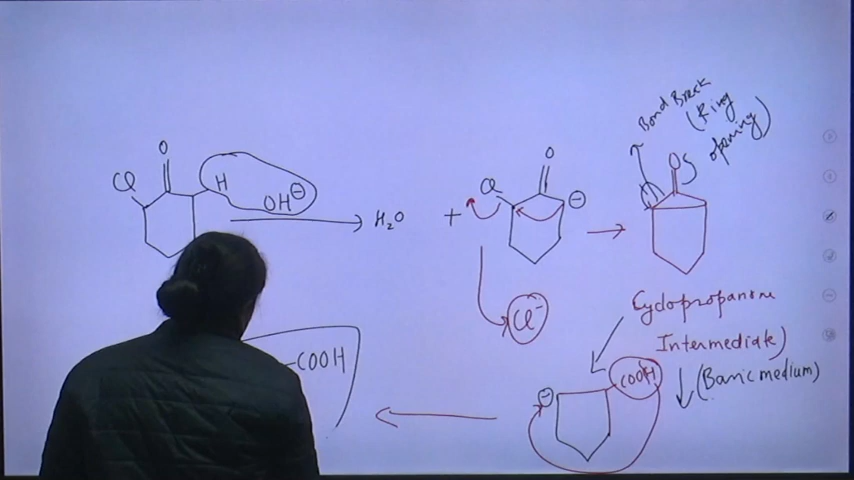 Bond Break
(Ring
opening)
O
Cl
H
OH⊖
H₂O
+
O
Cl
⊖
O
Cl⁻
Cyclopropanone
Intermediate)
(Basic medium)
COOH
⊖
COOH